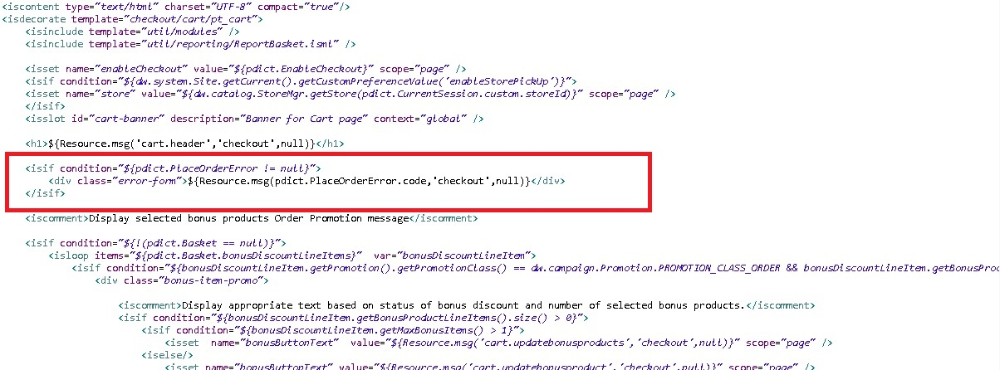 <iscontent type="text/html" charset="UTF-8" compact="true"/>
<isdecorate template="checkout/cart/pt_cart">
<isinclude template="util/modules" />
<isinclude template="util/reporting/ReportBasket.isml" />
<isset name="enableCheckout" value="${pdict.EnableCheckout}" scope="page" />
<isif condition="${dw.system.Site.getCurrent().getCustomPreferenceValue('enableStorePickUp')}">
<isset name="store" value="${dw.catalog.StoreMgr.getStore(pdict.CurrentSession.custom.storeId)}" scope="page" />
</isif>
<isslot id="cart-banner" description="Banner for Cart page" context="global" />
<h1>${Resource.msg('cart.header','checkout',null)}</h1>
<isif condition="${pdict.PlaceOrderError != null}">
<div class="error-form">${Resource.msg(pdict.PlaceOrderError.code,'checkout',null)}</div>
</isif>
<iscomment>Display selected bonus products Order Promotion message</iscomment>
<isif condition="${!(pdict.Basket == null)}">
<isloop items="${pdict.Basket.bonusDiscountLineItems}" var="bonusDiscountLineItem">
<isif condition="${bonusDiscountLineItem.getPromotion().getPromotionClass() == dw.campaign.Promotion.PROMOTION_CLASS_ORDER && bonusDiscountLineItem.getBonusProd
<div class="bonus-item-promo">
<iscomment>Display appropriate text based on status of bonus discount and number of selected bonus products.</iscomment>
<isif condition="${bonusDiscountLineItem.getBonusProductLineItems().size() > 0}">
<isif condition="${bonusDiscountLineItem.getMaxBonusItems() > 1}">
<isset name="bonusButtonText" value="${Resource.msg('cart.updatebonusproducts','checkout',null)}" scope="page" />
<iselse/>
<isset name="bonusButtonText" value="${Resource.msg('cart.updatebonusproduct','checkout',null)}" scope="page" />